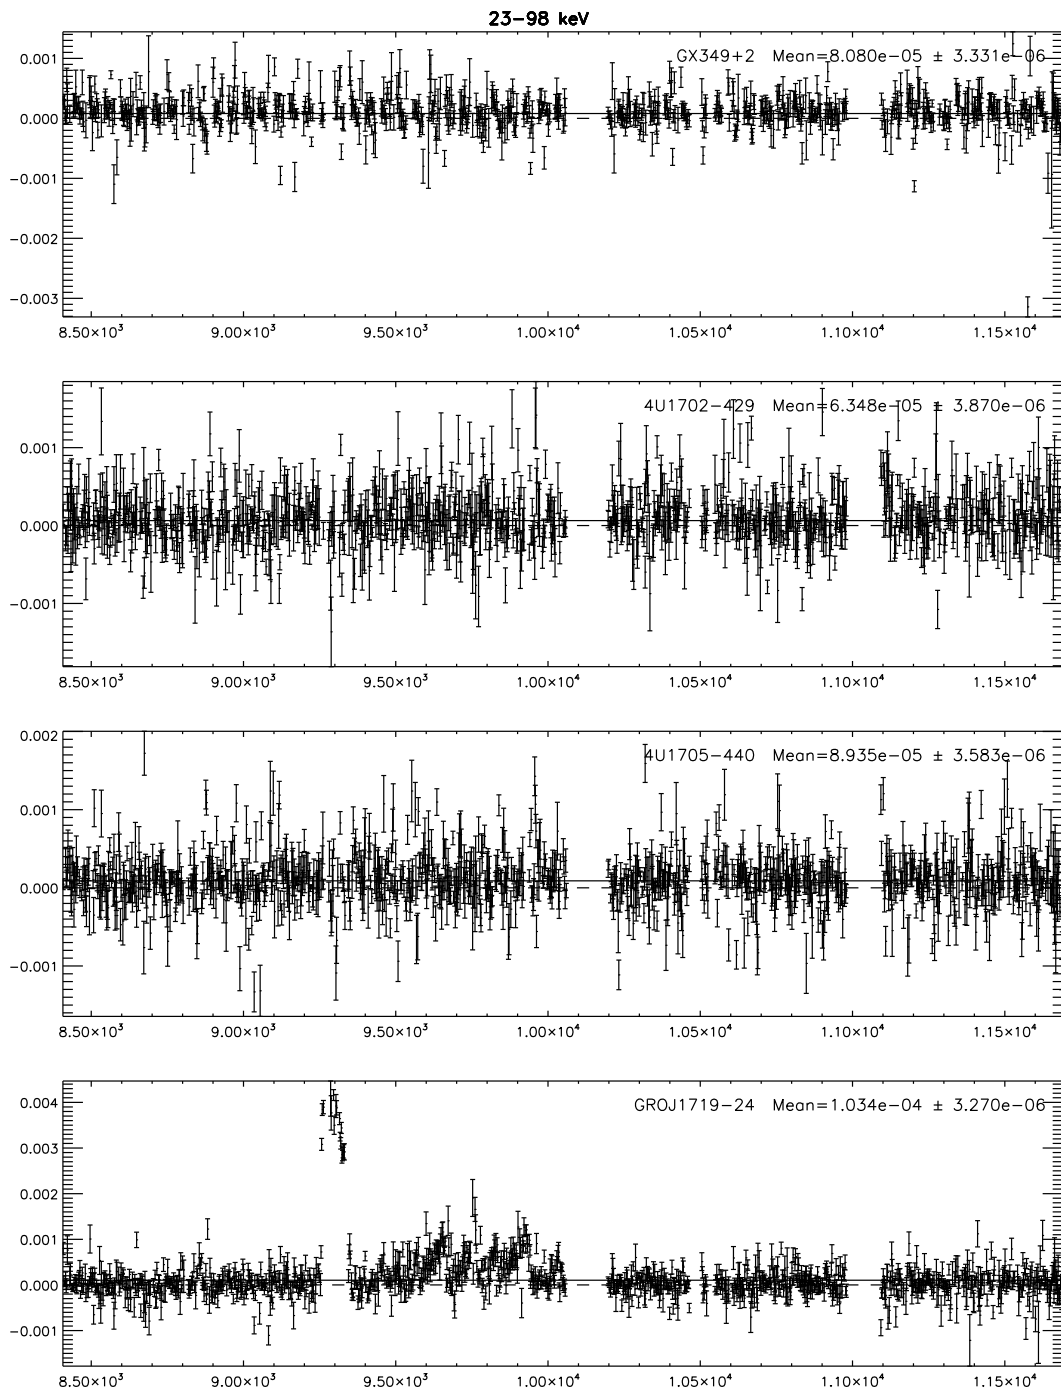 23-98 keV
GX349+2 Mean=8.080e-05 ± 3.331e-06
0.001
0.000
-0.001
-0.002
-0.003
8.50×10³ 9.00×10³ 9.50×10³ 1.00×10⁴ 1.05×10⁴ 1.10×10⁴ 1.15×10⁴
4U1702-429 Mean=6.348e-05 ± 3.870e-06
0.001
0.000
-0.001
8.50×10³ 9.00×10³ 9.50×10³ 1.00×10⁴ 1.05×10⁴ 1.10×10⁴ 1.15×10⁴
0.002
4U1705-440 Mean=8.935e-05 ± 3.583e-06
0.001
0.000
-0.001
8.50×10³ 9.00×10³ 9.50×10³ 1.00×10⁴ 1.05×10⁴ 1.10×10⁴ 1.15×10⁴
0.004
GROJ1719-24 Mean=1.034e-04 ± 3.270e-06
0.003
0.002
0.001
0.000
-0.001
8.50×10³ 9.00×10³ 9.50×10³ 1.00×10⁴ 1.05×10⁴ 1.10×10⁴ 1.15×10⁴